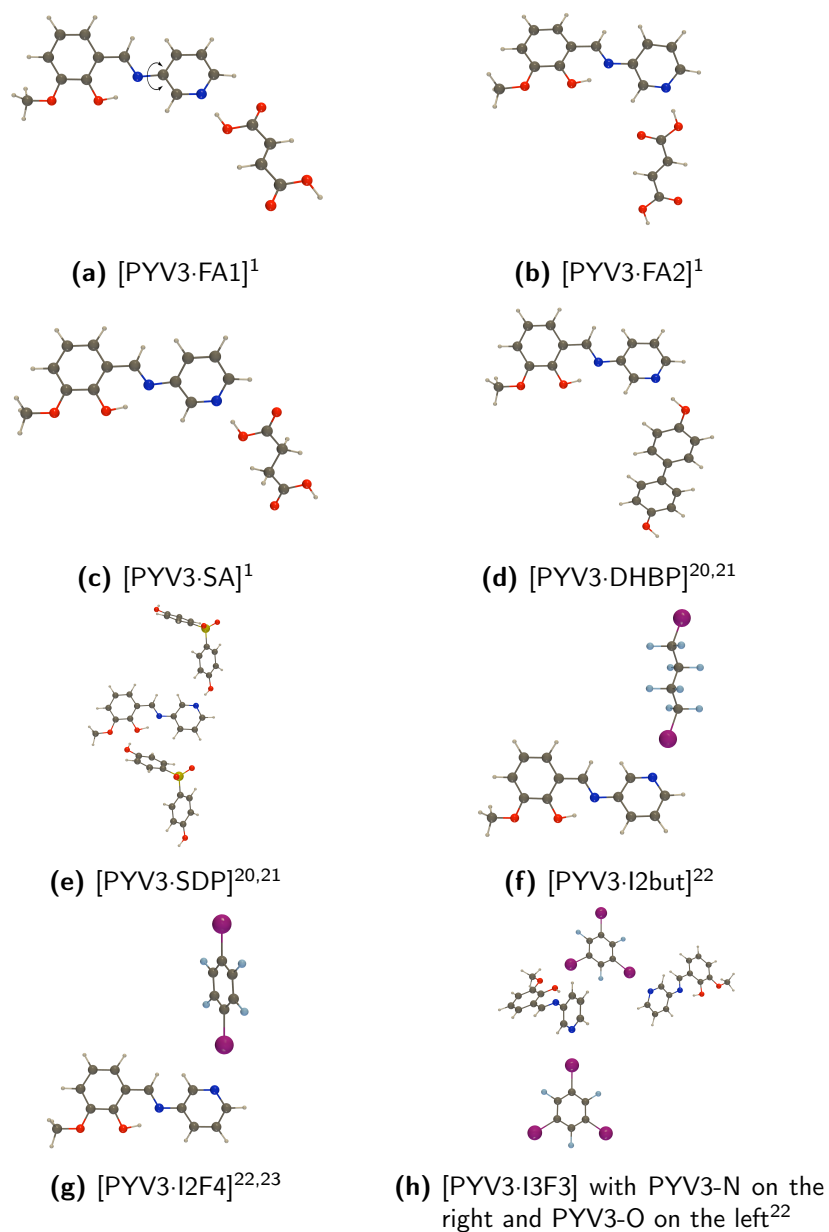 (a) [PYV3·FA1]¹
(b) [PYV3·FA2]¹
(c) [PYV3·SA]¹
(d) [PYV3·DHBP]²⁰,²¹
(e) [PYV3·SDP]²⁰,²¹
(f) [PYV3·I2but]²²
(g) [PYV3·I2F4]²²,²³
(h) [PYV3·I3F3] with PYV3-N on the
right and PYV3-O on the left²²